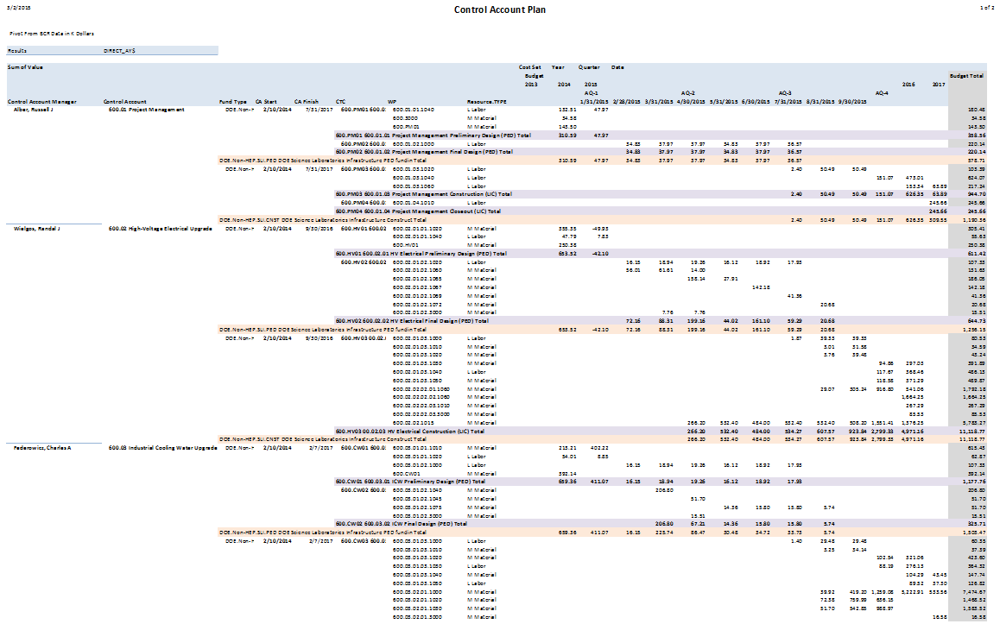 3/2/2015 Control Account Plan 1 of 2
Pivot From BCR Data in K Dollars
Results DIRECT_AY$
Sum of Value Cost Set Year Quarter Date
Budget Budget Total
2013 2014 2015 2016 2017
AQ-1 AQ-2 AQ-3 AQ-4
Control Account Manager Control Account Fund Type CA Start CA Finish CTC WP Resource.TYPE 1/31/2015 2/28/2015 3/31/2015 4/30/2015 5/31/2015 6/30/2015 7/31/2015 8/31/2015 9/30/2015
Alber, Russell J 600.01 Project Management DOE.Non-H 2/10/2014 7/31/2017 600.PM01 600.0: 600.01.01.1040 L Labor 132.51 47.97 180.48
600.3000 M Material 34.58 34.58
600.PM01 M Material 143.50 143.50
600.PM01 600.01.01 Project Management Preliminary Design (PED) Total 310.59 47.97 358.56
600.PM02 600.0: 600.01.02.1000 L Labor 34.83 37.97 37.97 34.83 37.97 36.57 220.14
600.PM02 600.01.02 Project Management Final Design (PED) Total 34.83 37.97 37.97 34.83 37.97 36.57 220.14
DOE.Non-HEP.SLI.PED DOE Science Laboratories Infrastructure PED fundin Total 310.59 47.97 34.83 37.97 37.97 34.83 37.97 36.57 578.71
DOE.Non-H 2/10/2014 7/31/2017 600.PM03 600.0: 600.01.03.1020 L Labor 2.40 50.49 50.49 103.39
600.01.03.1040 L Labor 151.07 473.01 624.07
600.01.03.1060 L Labor 153.34 63.89 217.24
600.PM03 600.01.03 Project Management Construction (LIC) Total 2.40 50.49 50.49 151.07 626.35 63.89 944.70
600.PM04 600.0: 600.01.04.1010 L Labor 245.66 245.66
600.PM04 600.01.04 Project Management Closeout (LIC) Total 245.66 245.66
DOE.Non-HEP.SLI.CNST DOE Science Laboratories Infrastructure Construct Total 2.40 50.49 50.49 151.07 626.35 309.55 1,190.36
Wielgos, Randal J 600.02 High-Voltage Electrical Upgrade DOE.Non-H 2/10/2014 9/30/2016 600.HV01 600.02 600.02.01.01.1020 M Material 355.35 -49.93 305.41
600.02.01.01.1040 L Labor 47.79 7.83 55.63
600.HV01 M Material 250.38 250.38
600.HV01 600.02.01 HV Electrical Preliminary Design (PED) Total 653.52 -42.10 611.42
600.HV02 600.02 600.02.01.02.1020 L Labor 16.15 18.94 19.26 16.12 18.92 17.93 107.33
600.02.01.02.1060 M Material 56.01 61.61 14.00 131.63
600.02.01.02.1065 M Material 158.14 27.91 186.05
600.02.01.02.1067 M Material 142.18 142.18
600.02.01.02.1069 M Material 41.36 41.36
600.02.01.02.1072 M Material 20.68 20.68
600.02.01.02.3000 M Material 7.76 7.76 15.51
600.HV02 600.02.02 HV Electrical Final Design (PED) Total 72.16 88.31 199.16 44.02 161.10 59.29 20.68 644.73
DOE.Non-HEP.SLI.PED DOE Science Laboratories Infrastructure PED fundin Total 653.52 -42.10 72.16 88.31 199.16 44.02 161.10 59.29 20.68 1,256.15
DOE.Non-H 2/10/2014 9/30/2016 600.HV03 00.02.( 600.02.01.03.1000 L Labor 1.87 39.33 39.33 80.53
600.02.01.03.1010 M Material 3.01 31.58 34.59
600.02.01.03.1020 M Material 3.76 39.48 43.24
600.02.01.03.1030 M Material 94.86 297.03 391.89
600.02.01.03.1040 L Labor 117.67 368.46 486.13
600.02.01.03.1050 M Material 118.58 371.29 489.87
600.02.02.02.01.1060 M Material 29.07 305.24 916.80 541.06 1,792.18
600.02.02.02.02.1060 M Material 1,664.25 1,664.25
600.02.02.02.03.1010 M Material 267.29 267.29
600.02.02.02.03.3000 M Material 85.53 85.53
600.02.02.1015 M Material 266.20 532.40 484.00 532.40 532.40 508.20 1,551.41 1,376.25 5,783.27
600.HV03 00.02.03 HV Electrical Construction (LIC) Total 266.20 532.40 484.00 534.27 607.57 923.84 2,799.33 4,971.16 11,118.77
DOE.Non-HEP.SLI.CNST DOE Science Laboratories Infrastructure Construct Total 266.20 532.40 484.00 534.27 607.57 923.84 2,799.33 4,971.16 11,118.77
Federowicz, Charles A 600.03 Industrial Cooling Water Upgrade DOE.Non-H 2/10/2014 2/7/2017 600.CW01 600.0: 600.03.01.01.1010 M Material 213.21 402.22 615.43
600.03.01.01.1020 L Labor 54.01 8.85 62.87
600.03.01.02.1000 L Labor 16.15 18.94 19.26 16.12 18.92 17.93 107.33
600.CW01 M Material 392.14 392.14
600.CW01 600.03.01 ICW Preliminary Design (PED) Total 659.36 411.07 16.15 18.94 19.26 16.12 18.92 17.93 1,177.76
600.CW02 600.0: 600.03.01.02.1040 M Material 206.80 206.80
600.03.01.02.1045 M Material 51.70 51.70
600.03.01.02.1075 M Material 14.36 15.80 15.80 5.74 51.70
600.03.01.02.3000 M Material 15.51 15.51
600.CW02 600.03.02 ICW Final Design (PED) Total 206.80 67.21 14.36 15.80 15.80 5.74 325.71
DOE.Non-HEP.SLI.PED DOE Science Laboratories Infrastructure PED fundin Total 659.36 411.07 16.15 225.74 86.47 30.48 34.72 33.73 5.74 1,503.47
DOE.Non-H 2/10/2014 2/7/2017 600.CW03 600.0: 600.03.01.03.1000 L Labor 1.40 29.48 29.48 60.35
600.03.01.03.1010 M Material 3.25 34.14 37.39
600.03.01.03.1020 M Material 102.54 321.06 423.60
600.03.01.03.1030 L Labor 88.19 276.13 364.32
600.03.01.03.1040 M Material 104.29 43.45 147.74
600.03.01.03.1050 L Labor 89.52 37.30 126.82
600.03.02.01.1000 M Material 39.92 419.20 1,259.08 5,222.91 533.56 7,474.67
600.03.02.01.1020 M Material 72.38 759.99 636.15 1,468.52
600.03.02.01.1030 M Material 51.70 542.85 988.97 1,583.52
600.03.02.01.3000 M Material 16.58 16.58